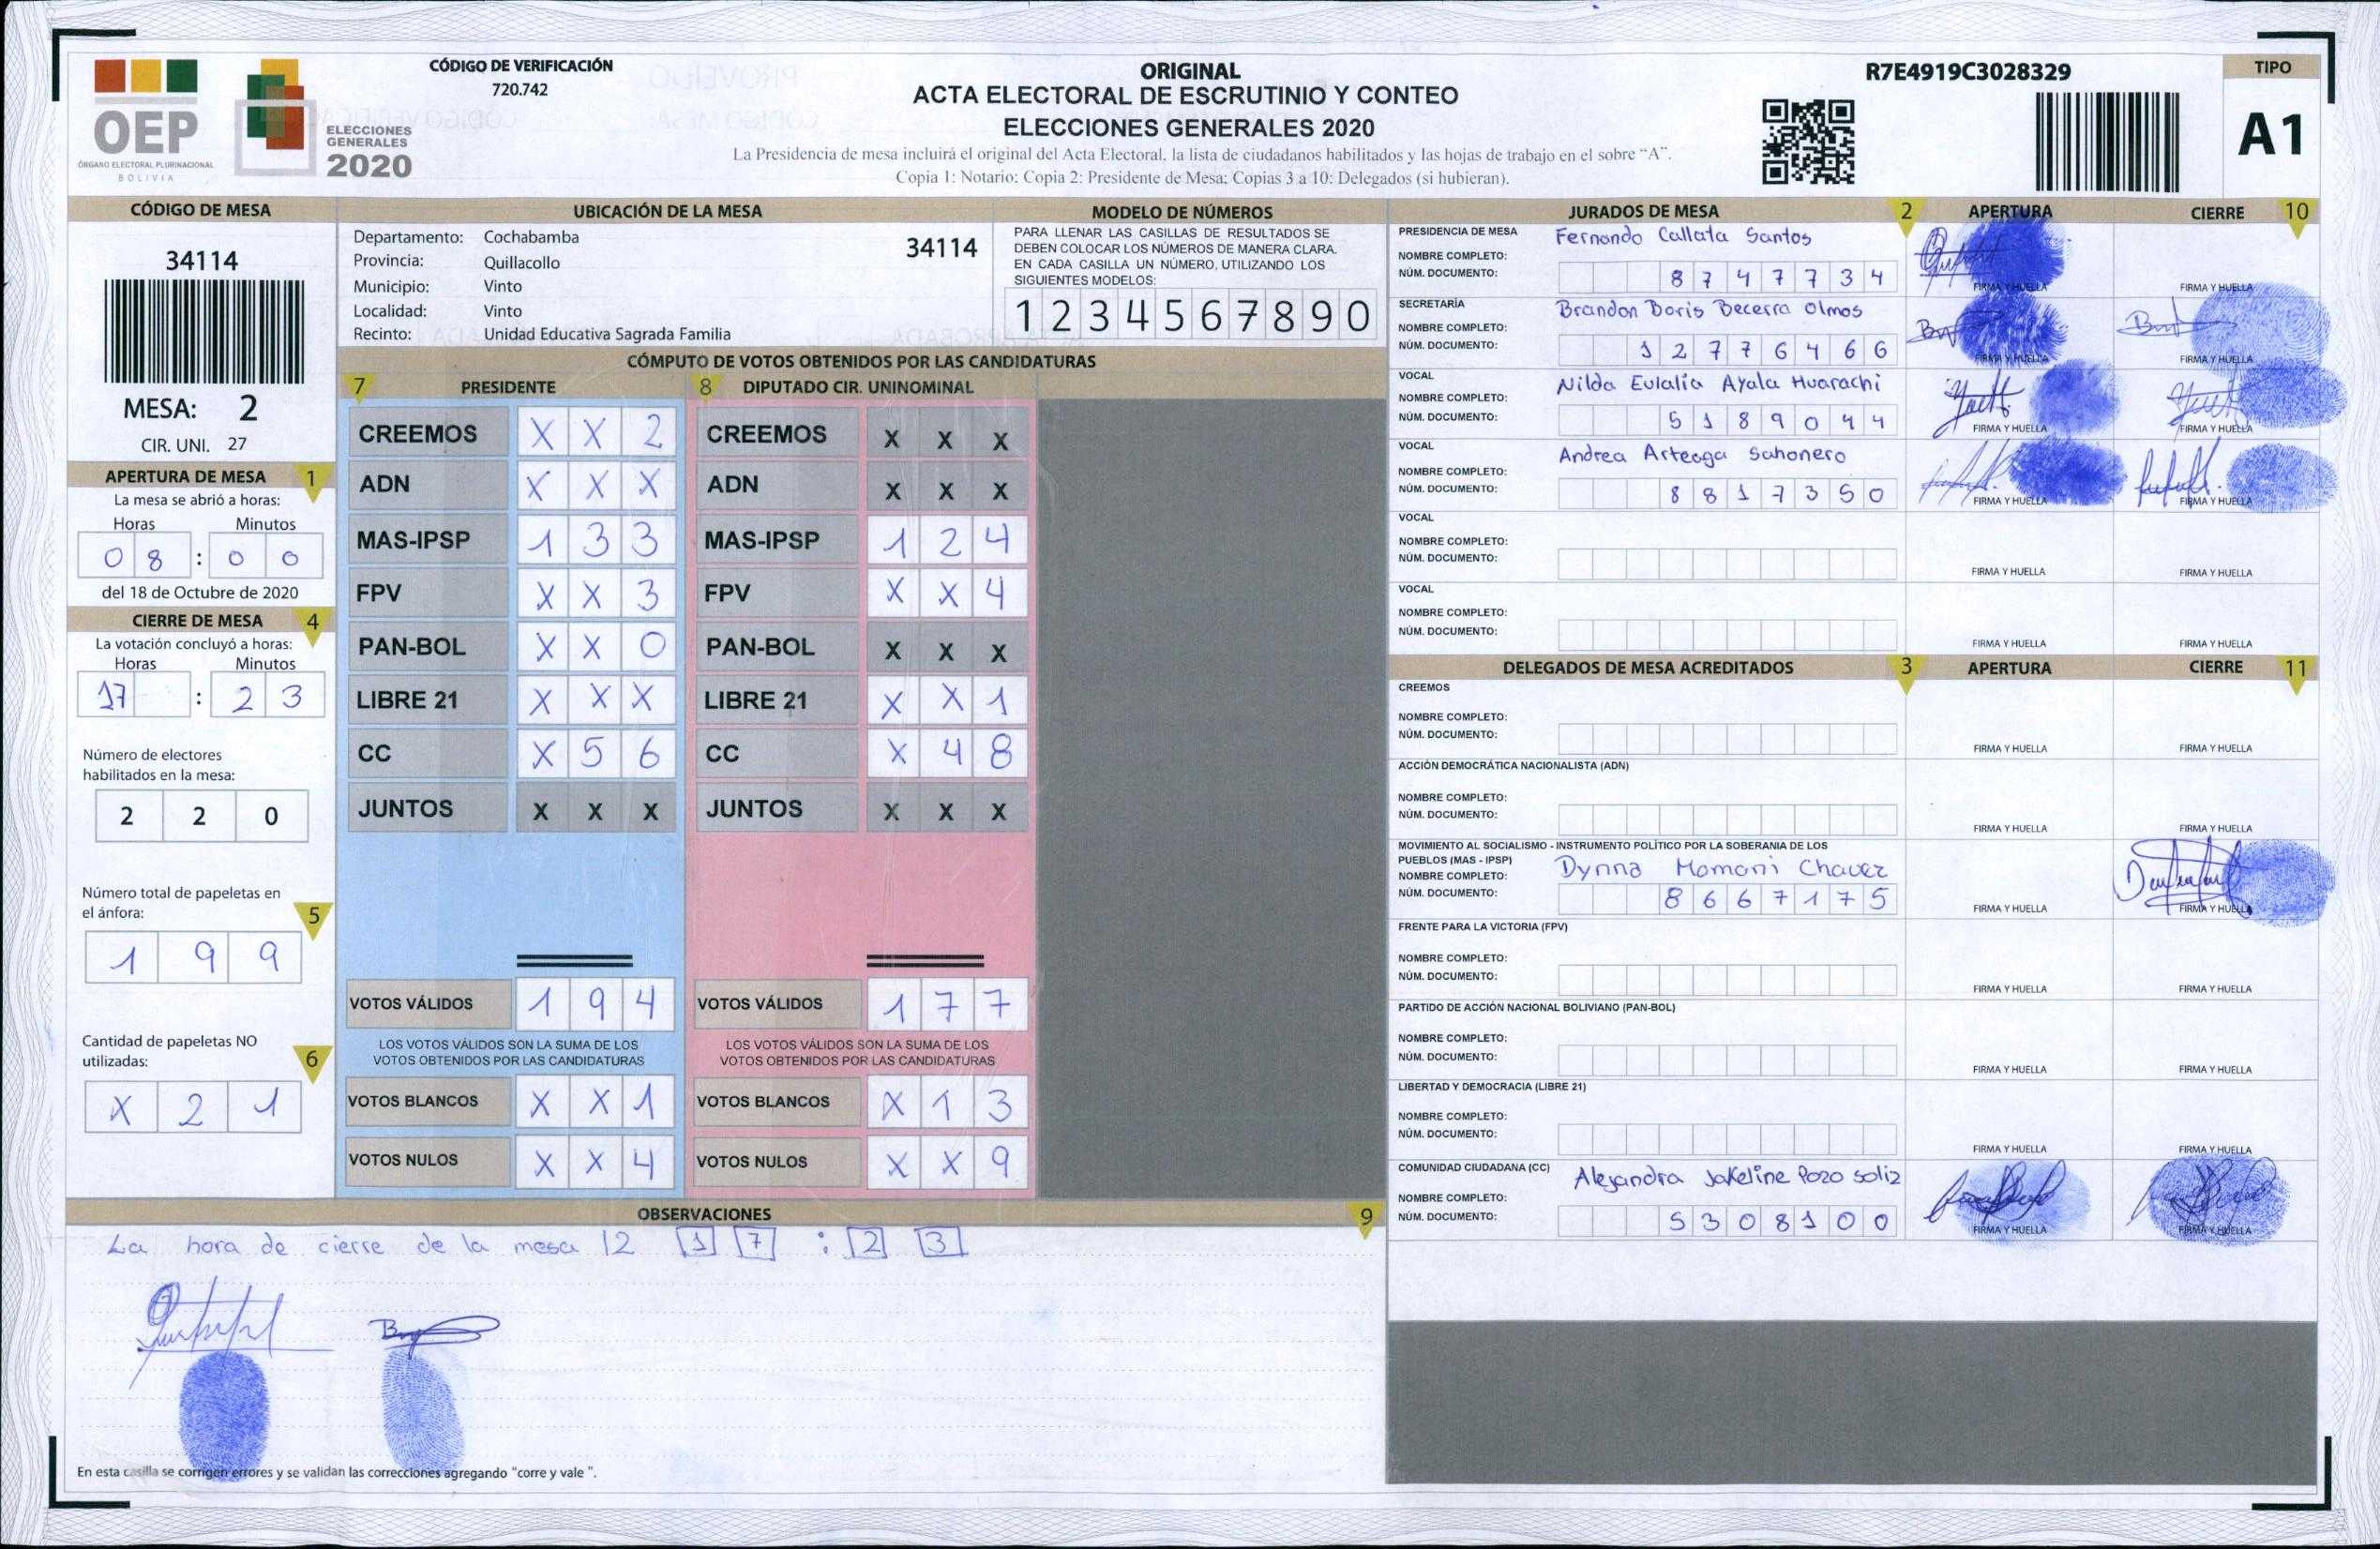 CÓDIGO DE VERIFICACIÓN
720.742
OEP
ÓRGANO ELECTORAL PLURINACIONAL
BOLIVIA
ELECCIONES
GENERALES
2020
ORIGINAL
ACTA ELECTORAL DE ESCRUTINIO Y CONTEO
ELECCIONES GENERALES 2020
La Presidencia de mesa incluirá el original del Acta Electoral, la lista de ciudadanos habilitados y las hojas de trabajo en el sobre “A”.
Copia 1: Notario; Copia 2: Presidente de Mesa; Copias 3 a 10: Delegados (si hubieran).
R7E4919C3028329
TIPO
A1
CÓDIGO DE MESA
34114
MESA: 2
CIR. UNI. 27
APERTURA DE MESA 1
La mesa se abrió a horas:
Horas Minutos
0 8 : 0 0
del 18 de Octubre de 2020
CIERRE DE MESA 4
La votación concluyó a horas:
Horas Minutos
17 : 2 3
Número de electores
habilitados en la mesa:
2 2 0
Número total de papeletas en
el ánfora: 5
1 9 9
Cantidad de papeletas NO
utilizadas: 6
X 2 1
UBICACIÓN DE LA MESA
Departamento: Cochabamba 34114
Provincia: Quillacollo
Municipio: Vinto
Localidad: Vinto
Recinto: Unidad Educativa Sagrada Familia
MODELO DE NÚMEROS
PARA LLENAR LAS CASILLAS DE RESULTADOS SE
DEBEN COLOCAR LOS NÚMEROS DE MANERA CLARA.
EN CADA CASILLA UN NÚMERO, UTILIZANDO LOS
SIGUIENTES MODELOS:
1 2 3 4 5 6 7 8 9 0
CÓMPUTO DE VOTOS OBTENIDOS POR LAS CANDIDATURAS
7 PRESIDENTE 8 DIPUTADO CIR. UNINOMINAL
CREEMOS X X 2 CREEMOS X X X
ADN X X X ADN X X X
MAS-IPSP 1 3 3 MAS-IPSP 1 2 4
FPV X X 3 FPV X X 4
PAN-BOL X X 0 PAN-BOL X X X
LIBRE 21 X X X LIBRE 21 X X 1
CC X 5 6 CC X 4 8
JUNTOS X X X JUNTOS X X X
VOTOS VÁLIDOS 1 9 4 VOTOS VÁLIDOS 1 7 7
LOS VOTOS VÁLIDOS SON LA SUMA DE LOS LOS VOTOS VÁLIDOS SON LA SUMA DE LOS
VOTOS OBTENIDOS POR LAS CANDIDATURAS VOTOS OBTENIDOS POR LAS CANDIDATURAS
VOTOS BLANCOS X X 1 VOTOS BLANCOS X 1 3
VOTOS NULOS X X 4 VOTOS NULOS X X 9
OBSERVACIONES 9
La hora de cierre de la mesa 12 1 7 : 2 3
En esta casilla se corrigen errores y se validan las correcciones agregando "corre y vale ".
JURADOS DE MESA 2 APERTURA CIERRE 10
PRESIDENCIA DE MESA Fernando Callata Santos
NOMBRE COMPLETO:
NÚM. DOCUMENTO: 8 7 4 7 7 3 4
FIRMA Y HUELLA FIRMA Y HUELLA
SECRETARÍA Brandon Boris Becerra Olmos
NOMBRE COMPLETO:
NÚM. DOCUMENTO: 1 2 7 7 6 4 6 6
FIRMA Y HUELLA FIRMA Y HUELLA
VOCAL Nilda Eulalia Ayala Huarachi
NOMBRE COMPLETO:
NÚM. DOCUMENTO: 5 1 8 9 0 4 4
FIRMA Y HUELLA FIRMA Y HUELLA
VOCAL Andrea Arteaga Sahonero
NOMBRE COMPLETO:
NÚM. DOCUMENTO: 8 8 1 7 3 5 0
FIRMA Y HUELLA FIRMA Y HUELLA
VOCAL
NOMBRE COMPLETO:
NÚM. DOCUMENTO:
FIRMA Y HUELLA FIRMA Y HUELLA
VOCAL
NOMBRE COMPLETO:
NÚM. DOCUMENTO:
FIRMA Y HUELLA FIRMA Y HUELLA
DELEGADOS DE MESA ACREDITADOS 3 APERTURA CIERRE 11
CREEMOS
NOMBRE COMPLETO:
NÚM. DOCUMENTO:
FIRMA Y HUELLA FIRMA Y HUELLA
ACCIÓN DEMOCRÁTICA NACIONALISTA (ADN)
NOMBRE COMPLETO:
NÚM. DOCUMENTO:
FIRMA Y HUELLA FIRMA Y HUELLA
MOVIMIENTO AL SOCIALISMO - INSTRUMENTO POLÍTICO POR LA SOBERANIA DE LOS
PUEBLOS (MAS - IPSP) Dynna Mamani Chavez
NOMBRE COMPLETO:
NÚM. DOCUMENTO: 8 6 6 7 1 7 5
FIRMA Y HUELLA FIRMA Y HUELLA
FRENTE PARA LA VICTORIA (FPV)
NOMBRE COMPLETO:
NÚM. DOCUMENTO:
FIRMA Y HUELLA FIRMA Y HUELLA
PARTIDO DE ACCIÓN NACIONAL BOLIVIANO (PAN-BOL)
NOMBRE COMPLETO:
NÚM. DOCUMENTO:
FIRMA Y HUELLA FIRMA Y HUELLA
LIBERTAD Y DEMOCRACIA (LIBRE 21)
NOMBRE COMPLETO:
NÚM. DOCUMENTO:
FIRMA Y HUELLA FIRMA Y HUELLA
COMUNIDAD CIUDADANA (CC) Alejandra Jakeline Pozo Soliz
NOMBRE COMPLETO:
NÚM. DOCUMENTO: 5 3 0 8 1 0 0
FIRMA Y HUELLA FIRMA Y HUELLA